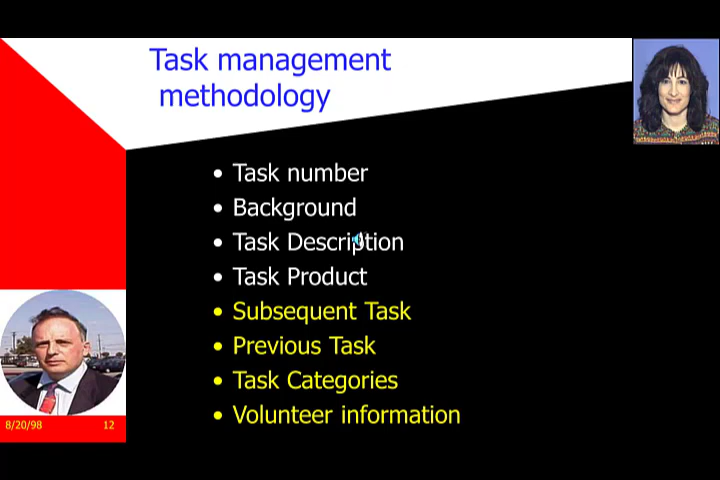 Task management
methodology
• Task number
• Background
• Task Description
• Task Product
• Subsequent Task
• Previous Task
• Task Categories
• Volunteer information
8/20/98 12